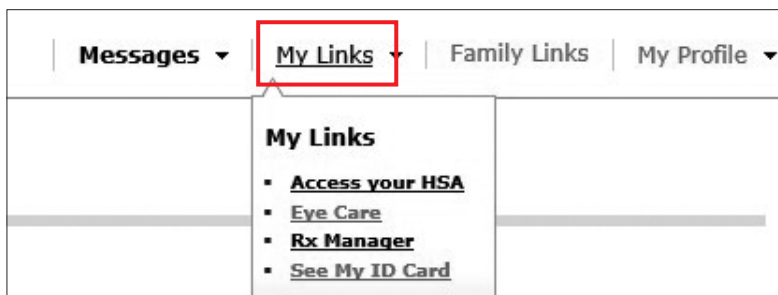 Messages My Links Family Links My Profile
My Links
Access your HSA
Eye Care
Rx Manager
See My ID Card